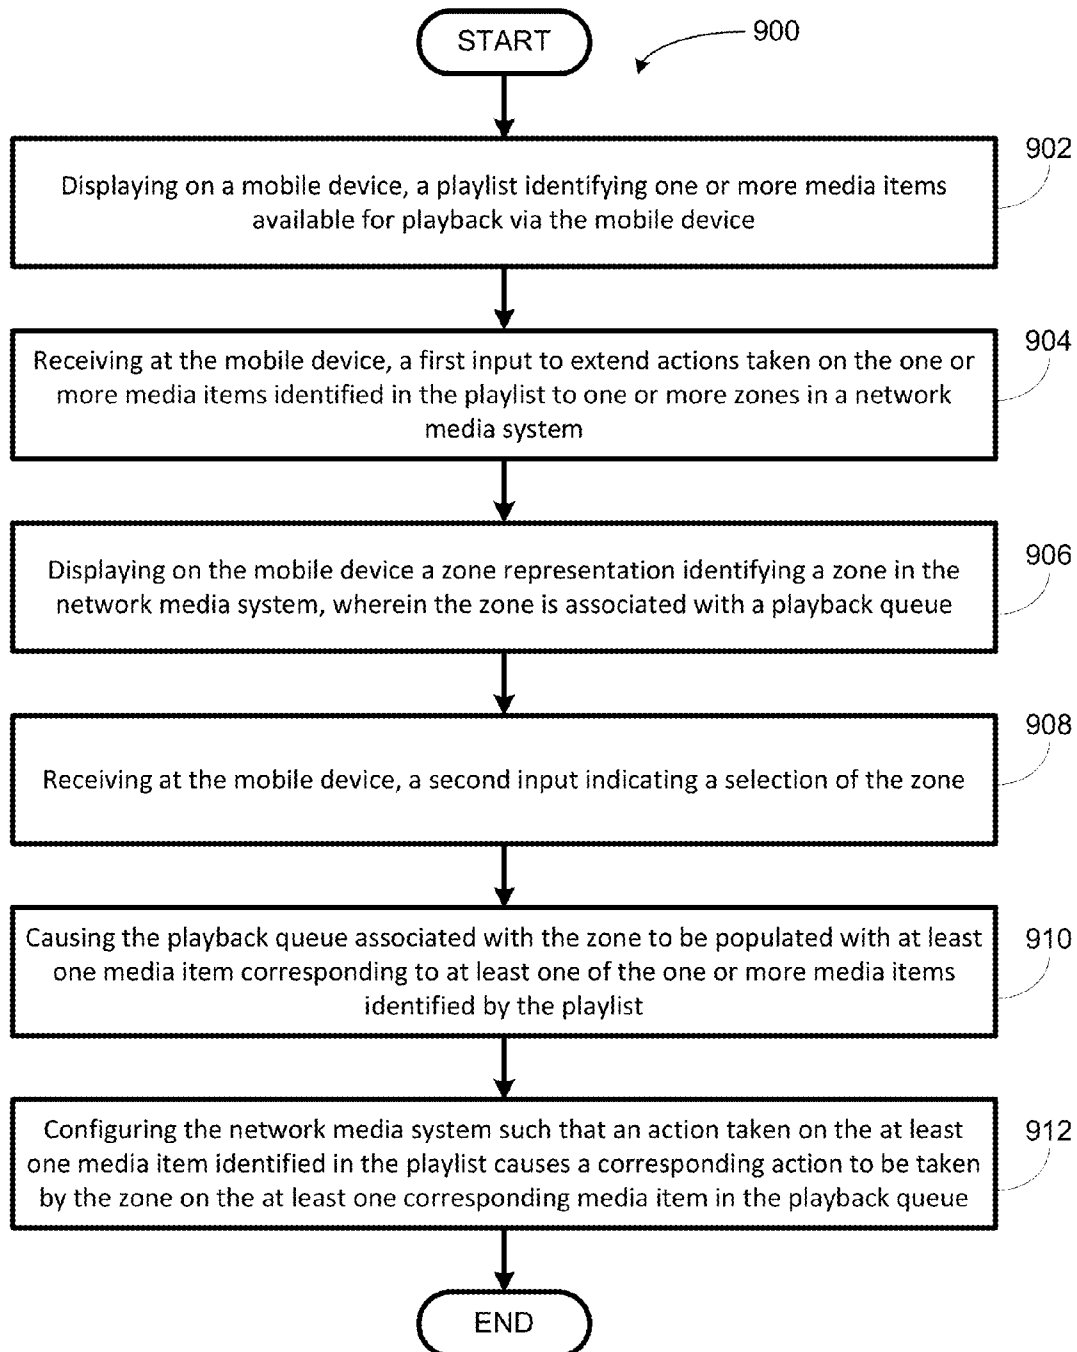 START
900
902
Displaying on a mobile device, a playlist identifying one or more media items
available for playback via the mobile device
904
Receiving at the mobile device, a first input to extend actions taken on the one or
more media items identified in the playlist to one or more zones in a network
media system
906
Displaying on the mobile device a zone representation identifying a zone in the
network media system, wherein the zone is associated with a playback queue
908
Receiving at the mobile device, a second input indicating a selection of the zone
910
Causing the playback queue associated with the zone to be populated with at least
one media item corresponding to at least one of the one or more media items
identified by the playlist
912
Configuring the network media system such that an action taken on the at least
one media item identified in the playlist causes a corresponding action to be taken
by the zone on the at least one corresponding media item in the playback queue
END